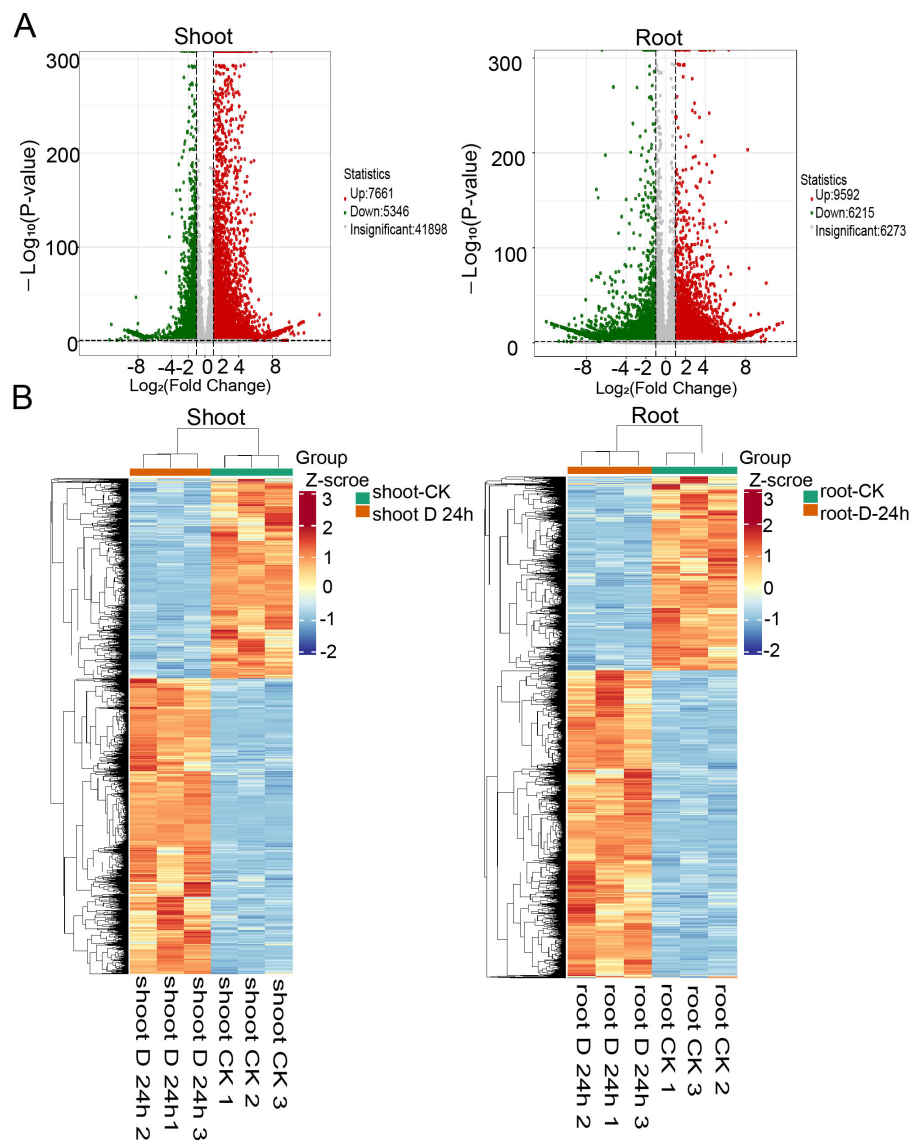 A
Shoot
300
200
100
0
−Log₁₀(P-value)
-8 -4 -2 0 2 4 8
Log₂(Fold Change)
Statistics
Up:7661
Down:5346
Insignificant:41898
Root
300
200
100
0
−Log₁₀(P-value)
-8 -4 -2 0 2 4 8
Log₂(Fold Change)
Statistics
Up:9592
Down:6215
Insignificant:6273
B
Shoot
Group
Z-scroe
shoot-CK
shoot D 24h
3
2
1
0
-1
-2
shoot D 24h 2
shoot D 24h1
shoot D 24h 3
shoot CK 1
shoot CK 2
shoot CK 3
Root
Group
Z-scroe
root-CK
root-D-24h
3
2
1
0
-1
-2
root D 24h 2
root D 24h 1
root D 24h 3
root CK 1
root CK 3
root CK 2